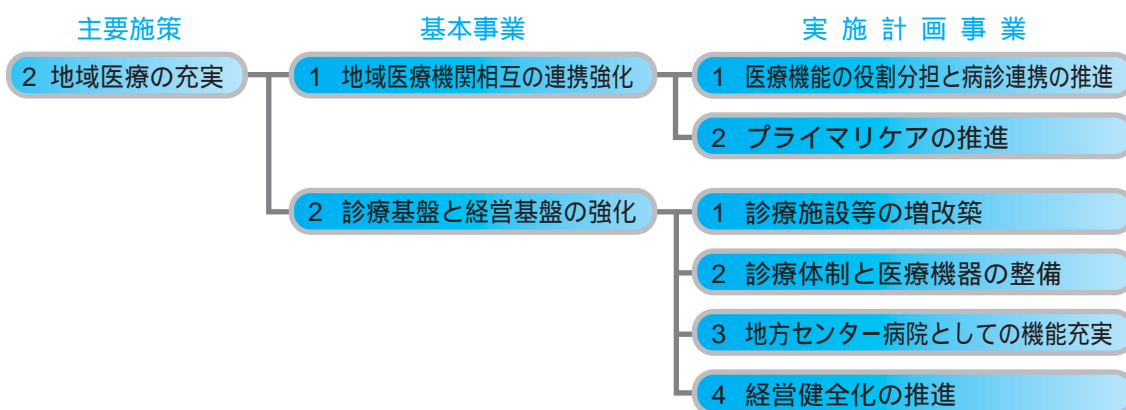 主要施策
基本事業
実施計画事業
2 地域医療の充実
1 地域医療機関相互の連携強化
1 医療機能の役割分担と病診連携の推進
2 プライマリケアの推進
2 診療基盤と経営基盤の強化
1 診療施設等の増改築
2 診療体制と医療機器の整備
3 地方センター病院としての機能充実
4 経営健全化の推進